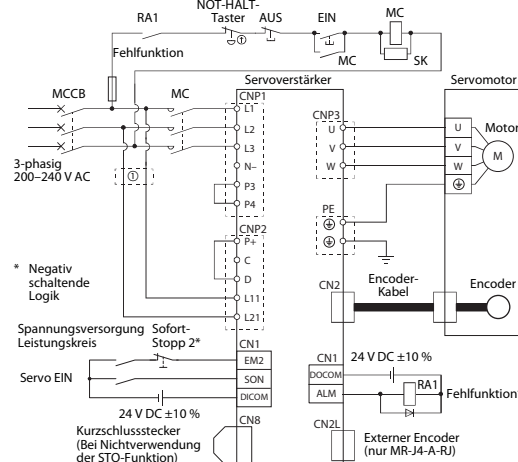 NOT-HALT-
Taster
RA1
AUS
EIN
MC
Fehlfunktion
①
MC
SK
MCCB
MC
Servoverstärker
Servomotor
CNP1
L1
L2
L3
N–
P3
P4
CNP3
U
V
W
U
V
W
Motor
M
3-phasig
200–240 V AC
①
PE
CNP2
P+
C
D
L11
L21
* Negativ
schaltende
Logik
CN2
Encoder-
Kabel
Encoder
Spannungsversorgung
Leistungskreis
Sofort-
Stopp 2*
CN1
EM2
SON
DICOM
Servo EIN
24 V DC ±10 %
CN1
DOCOM
ALM
24 V DC ±10 %
RA1
Fehlfunktion
CN8
Kurzschlussstecker
(Bei Nichtverwendung
der STO-Funktion)
CN2L
Externer Encoder
(nur MR-J4-A-RJ)